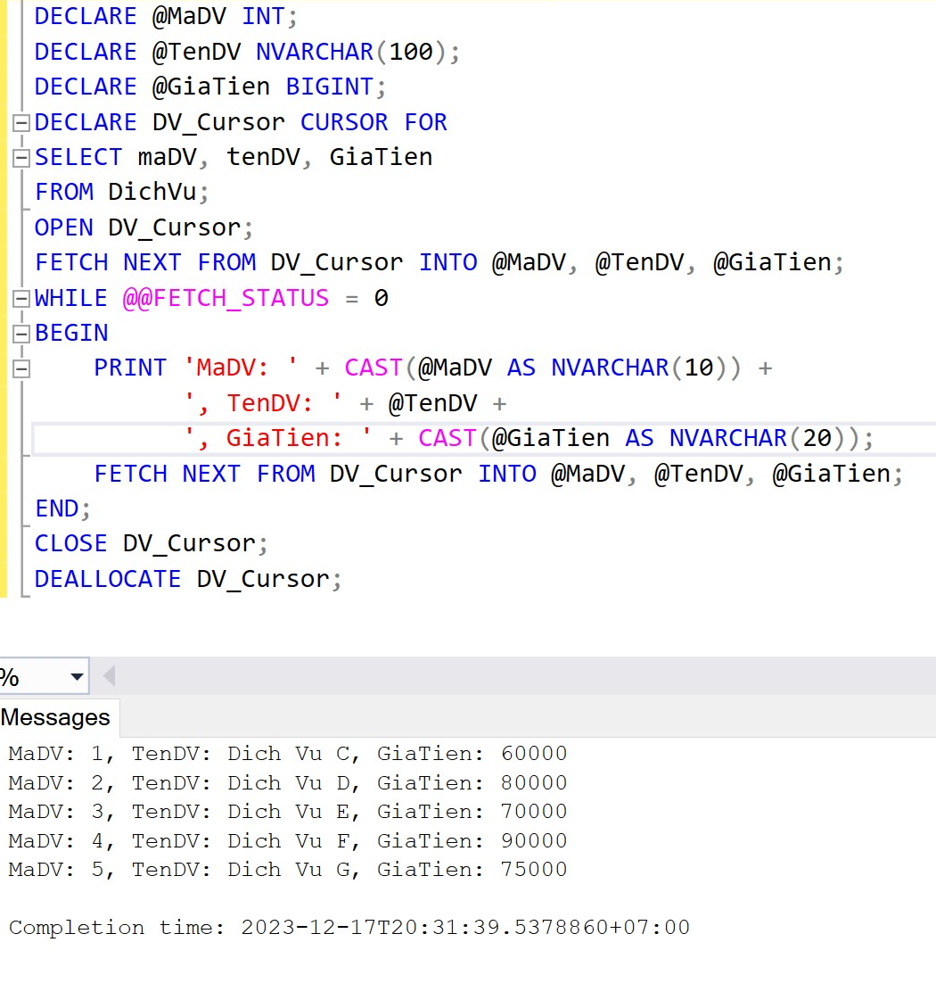 DECLARE @MaDV INT;
DECLARE @TenDV NVARCHAR(100);
DECLARE @GiaTien BIGINT;
DECLARE DV_Cursor CURSOR FOR
SELECT maDV, tenDV, GiaTien
FROM DichVu;
OPEN DV_Cursor;
FETCH NEXT FROM DV_Cursor INTO @MaDV, @TenDV, @GiaTien;
WHILE @@FETCH_STATUS = 0
BEGIN
    PRINT 'MaDV: ' + CAST(@MaDV AS NVARCHAR(10)) +
          ', TenDV: ' + @TenDV +
          ', GiaTien: ' + CAST(@GiaTien AS NVARCHAR(20));
    FETCH NEXT FROM DV_Cursor INTO @MaDV, @TenDV, @GiaTien;
END;
CLOSE DV_Cursor;
DEALLOCATE DV_Cursor;
%
Messages
MaDV: 1, TenDV: Dich Vu C, GiaTien: 60000
MaDV: 2, TenDV: Dich Vu D, GiaTien: 80000
MaDV: 3, TenDV: Dich Vu E, GiaTien: 70000
MaDV: 4, TenDV: Dich Vu F, GiaTien: 90000
MaDV: 5, TenDV: Dich Vu G, GiaTien: 75000
Completion time: 2023-12-17T20:31:39.5378860+07:00